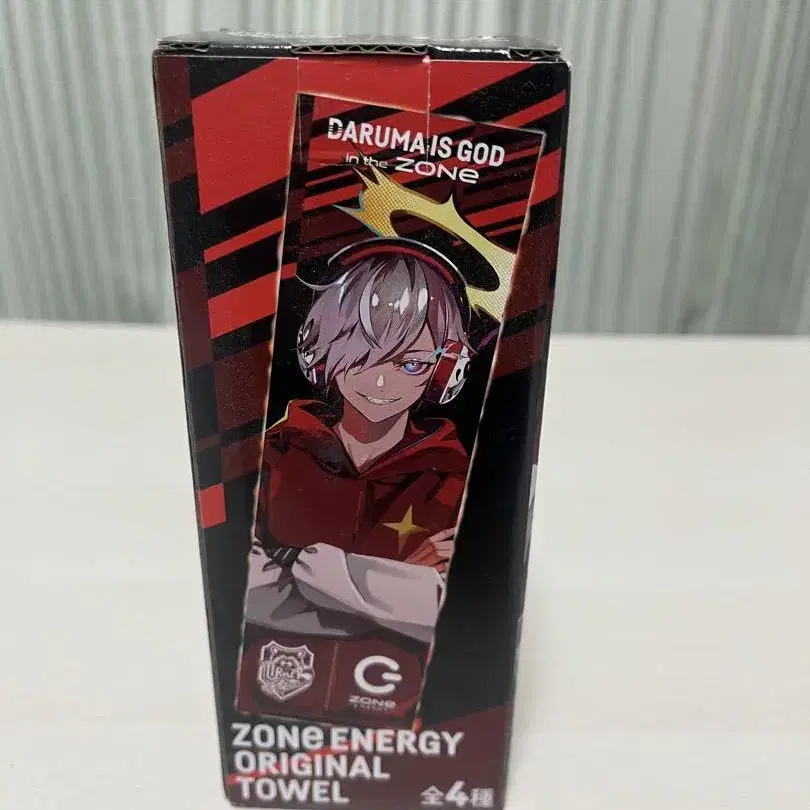 DARUMA IS GOD
in the ZONe
ZONe
ZONe ENERGY
ORIGINAL
TOWEL
全4種